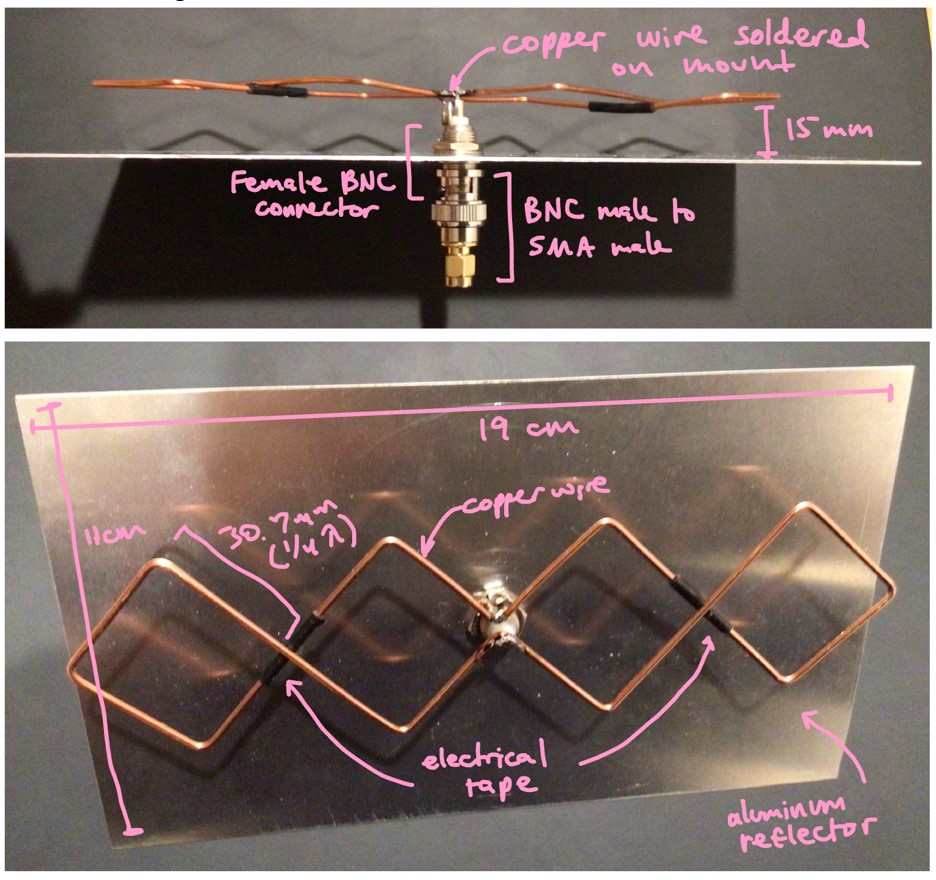 copper wire soldered
on mount
15 mm
Female BNC
connector
BNC male to
SMA male
19 cm
11cm
30.7mm
(1/4 λ)
copper wire
electrical
tape
aluminum
reflector